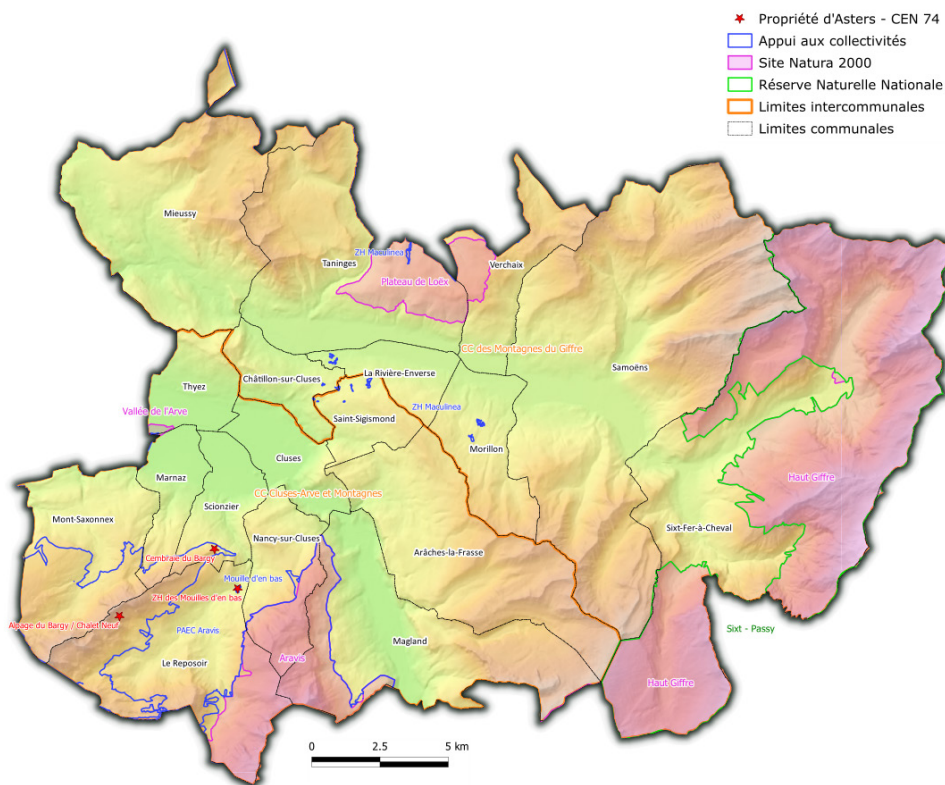 Propriété d'Asters - CEN 74
Appui aux collectivités
Site Natura 2000
Réserve Naturelle Nationale
Limites intercommunales
Limites communales
Mieussy
Taninges
ZH Maculinea
Verchaix
Plateau de Loëx
CC des Montagnes du Giffre
Samoëns
La Rivière-Enverse
Châtillon-sur-Cluses
Thyez
Vallée de l'Arve
Saint-Sigismond
ZH Maculinea
Morillon
Cluses
Marnaz
Haut Giffre
CC Cluses-Arve et Montagnes
Scionzier
Mont-Saxonnex
Nancy-sur-Cluses
Sixt-Fer-à-Cheval
Cembraie du Bargy
Arâches-la-Frasse
Mouille d'en bas
ZH des Mouilles d'en bas
Alpage du Bargy / Chalet Neuf
PAEC Aravis
Sixt - Passy
Magland
Aravis
Le Reposoir
Haut Giffre
0 2.5 5 km